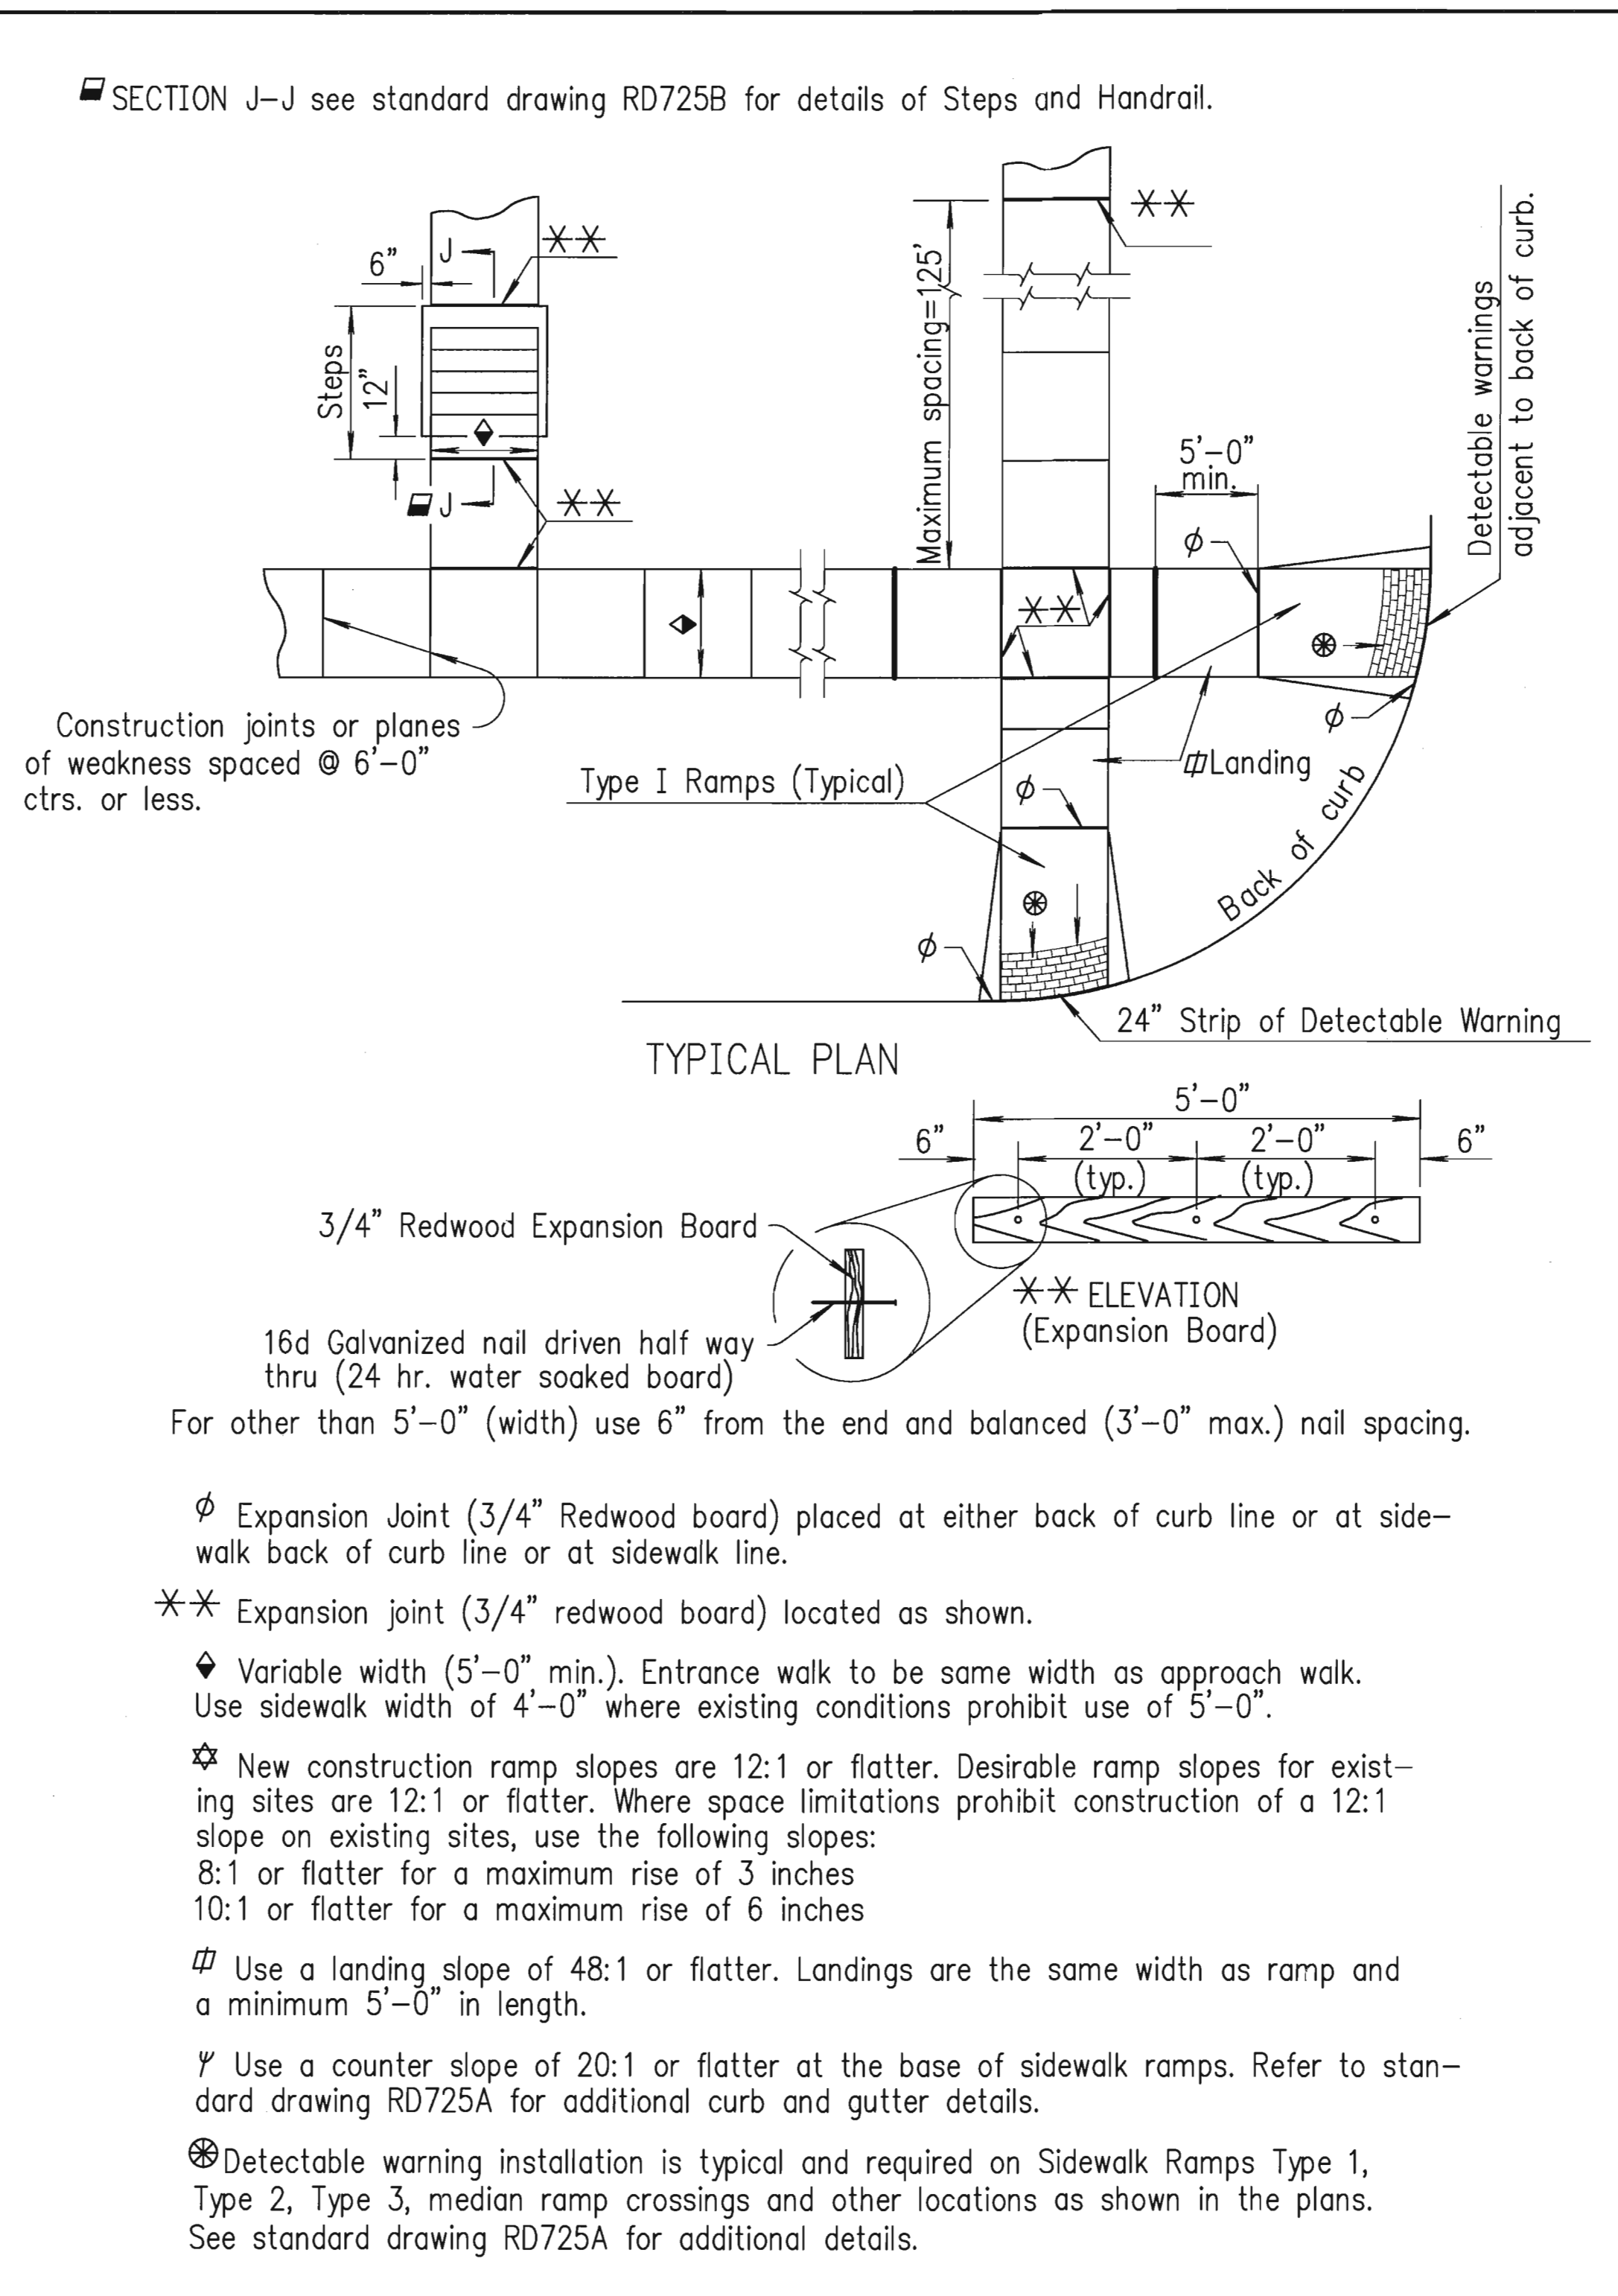 SECTION J-J see standard drawing RD725B for details of Steps and Handrail.
**
J
6”
**
Steps
12”
J
**
Maximum spacing=125'
5'-0”
min.
Detectable warnings
adjacent to back of curb.
ϕ
**
ϕ
Construction joints or planes
of weakness spaced @ 6'-0”
ctrs. or less.
Type I Ramps (Typical)
Landing
ϕ
Back of curb
ϕ
24” Strip of Detectable Warning
TYPICAL PLAN
5'-0”
6”
2'-0”
2'-0”
6”
(typ.)
(typ.)
3/4” Redwood Expansion Board
** ELEVATION
(Expansion Board)
16d Galvanized nail driven half way
thru (24 hr. water soaked board)
For other than 5'-0” (width) use 6” from the end and balanced (3'-0” max.) nail spacing.
ϕ Expansion Joint (3/4” Redwood board) placed at either back of curb line or at side-
walk back of curb line or at sidewalk line.
** Expansion joint (3/4” redwood board) located as shown.
Variable width (5'-0” min.). Entrance walk to be same width as approach walk.
Use sidewalk width of 4'-0” where existing conditions prohibit use of 5'-0”.
✡ New construction ramp slopes are 12:1 or flatter. Desirable ramp slopes for exist-
ing sites are 12:1 or flatter. Where space limitations prohibit construction of a 12:1
slope on existing sites, use the following slopes:
8:1 or flatter for a maximum rise of 3 inches
10:1 or flatter for a maximum rise of 6 inches
Use a landing slope of 48:1 or flatter. Landings are the same width as ramp and
a minimum 5'-0” in length.
Ψ Use a counter slope of 20:1 or flatter at the base of sidewalk ramps. Refer to stan-
dard drawing RD725A for additional curb and gutter details.
Detectable warning installation is typical and required on Sidewalk Ramps Type 1,
Type 2, Type 3, median ramp crossings and other locations as shown in the plans.
See standard drawing RD725A for additional details.